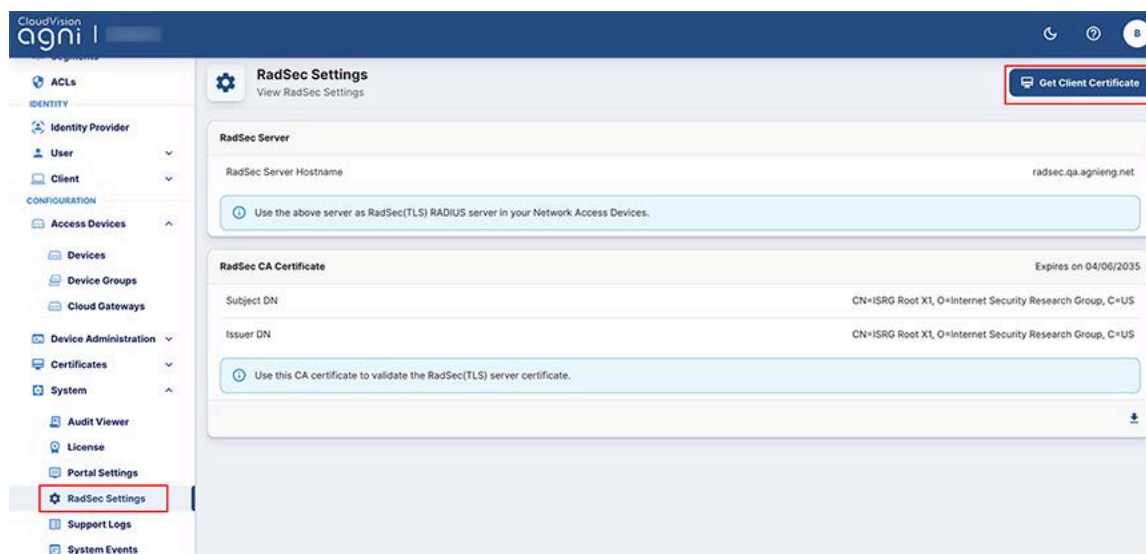 CloudVision
agni
B
Segments
ACLs
IDENTITY
Identity Provider
User
Client
CONFIGURATION
Access Devices
Devices
Device Groups
Cloud Gateways
Device Administration
Certificates
System
Audit Viewer
License
Portal Settings
RadSec Settings
Support Logs
System Events
RadSec Settings
View RadSec Settings
Get Client Certificate
RadSec Server
RadSec Server Hostname radsec.qa.agnieng.net
Use the above server as RadSec(TLS) RADIUS server in your Network Access Devices.
RadSec CA Certificate Expires on 04/06/2035
Subject DN CN=ISRG Root X1, O=Internet Security Research Group, C=US
Issuer DN CN=ISRG Root X1, O=Internet Security Research Group, C=US
Use this CA certificate to validate the RadSec(TLS) server certificate.